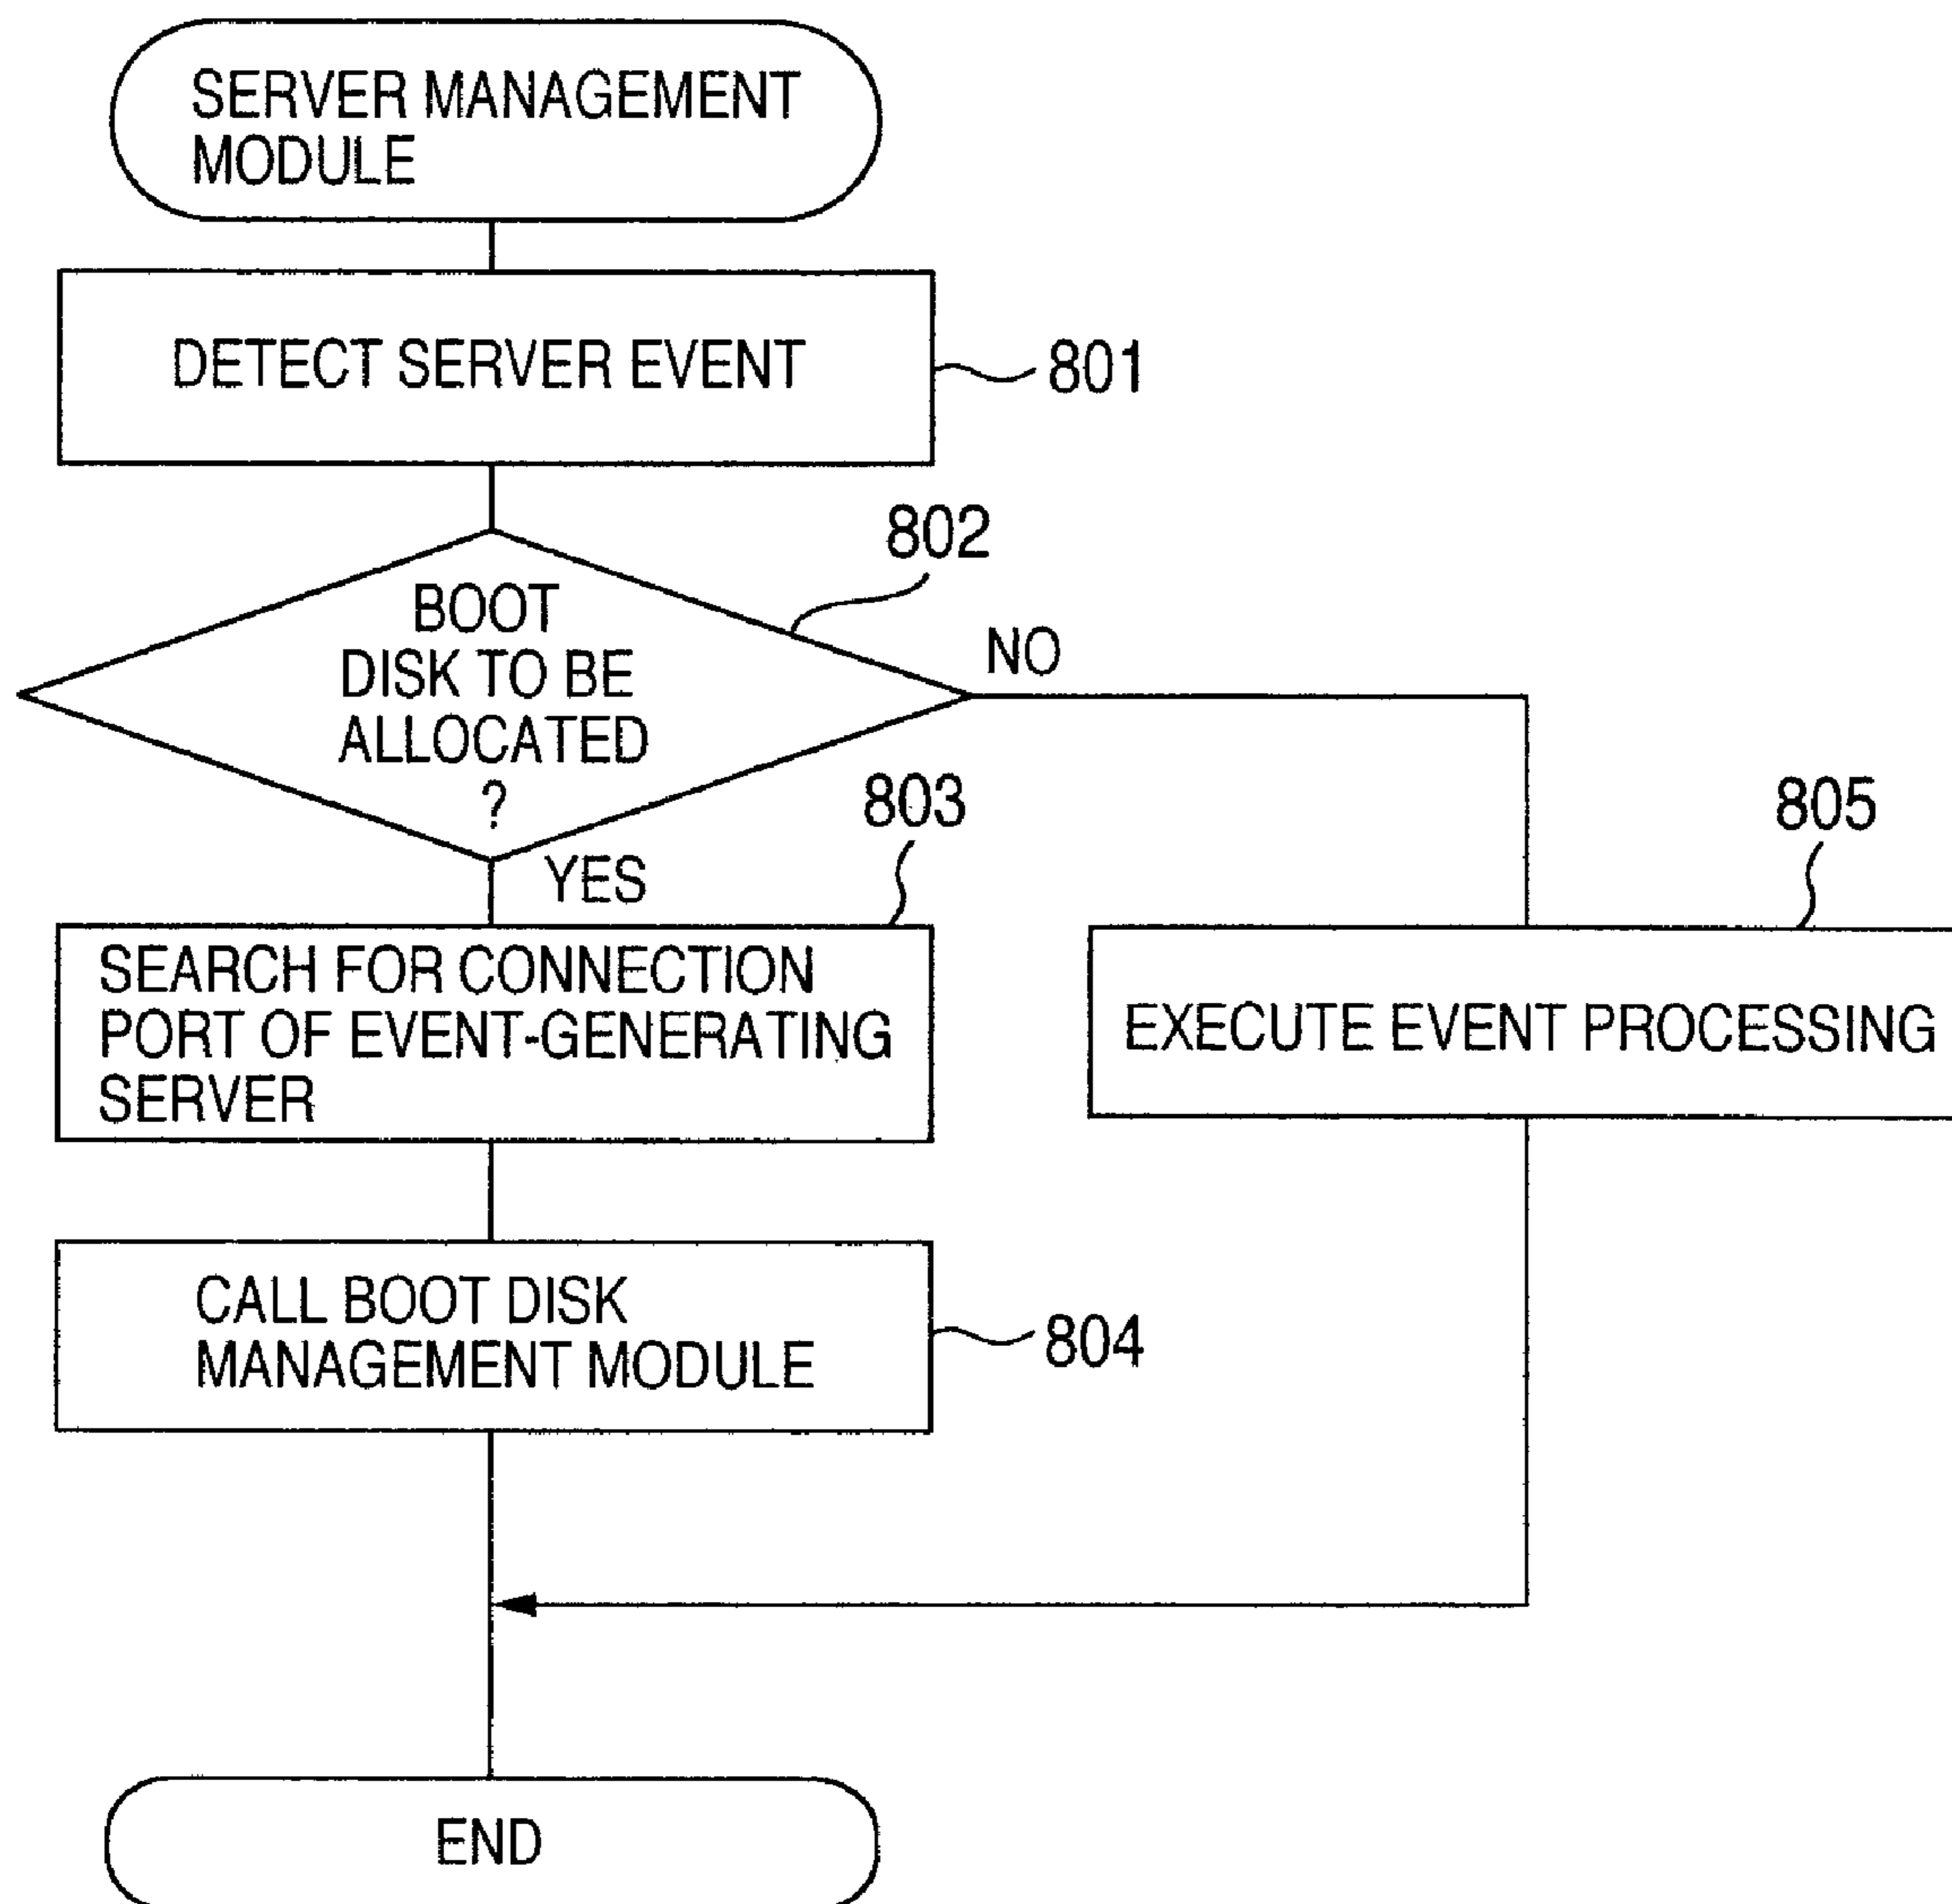 SERVER MANAGEMENT
MODULE
DETECT SERVER EVENT
801
802
BOOT
DISK TO BE
ALLOCATED
?
NO
YES
803
805
SEARCH FOR CONNECTION
PORT OF EVENT-GENERATING
SERVER
EXECUTE EVENT PROCESSING
CALL BOOT DISK
MANAGEMENT MODULE
804
END